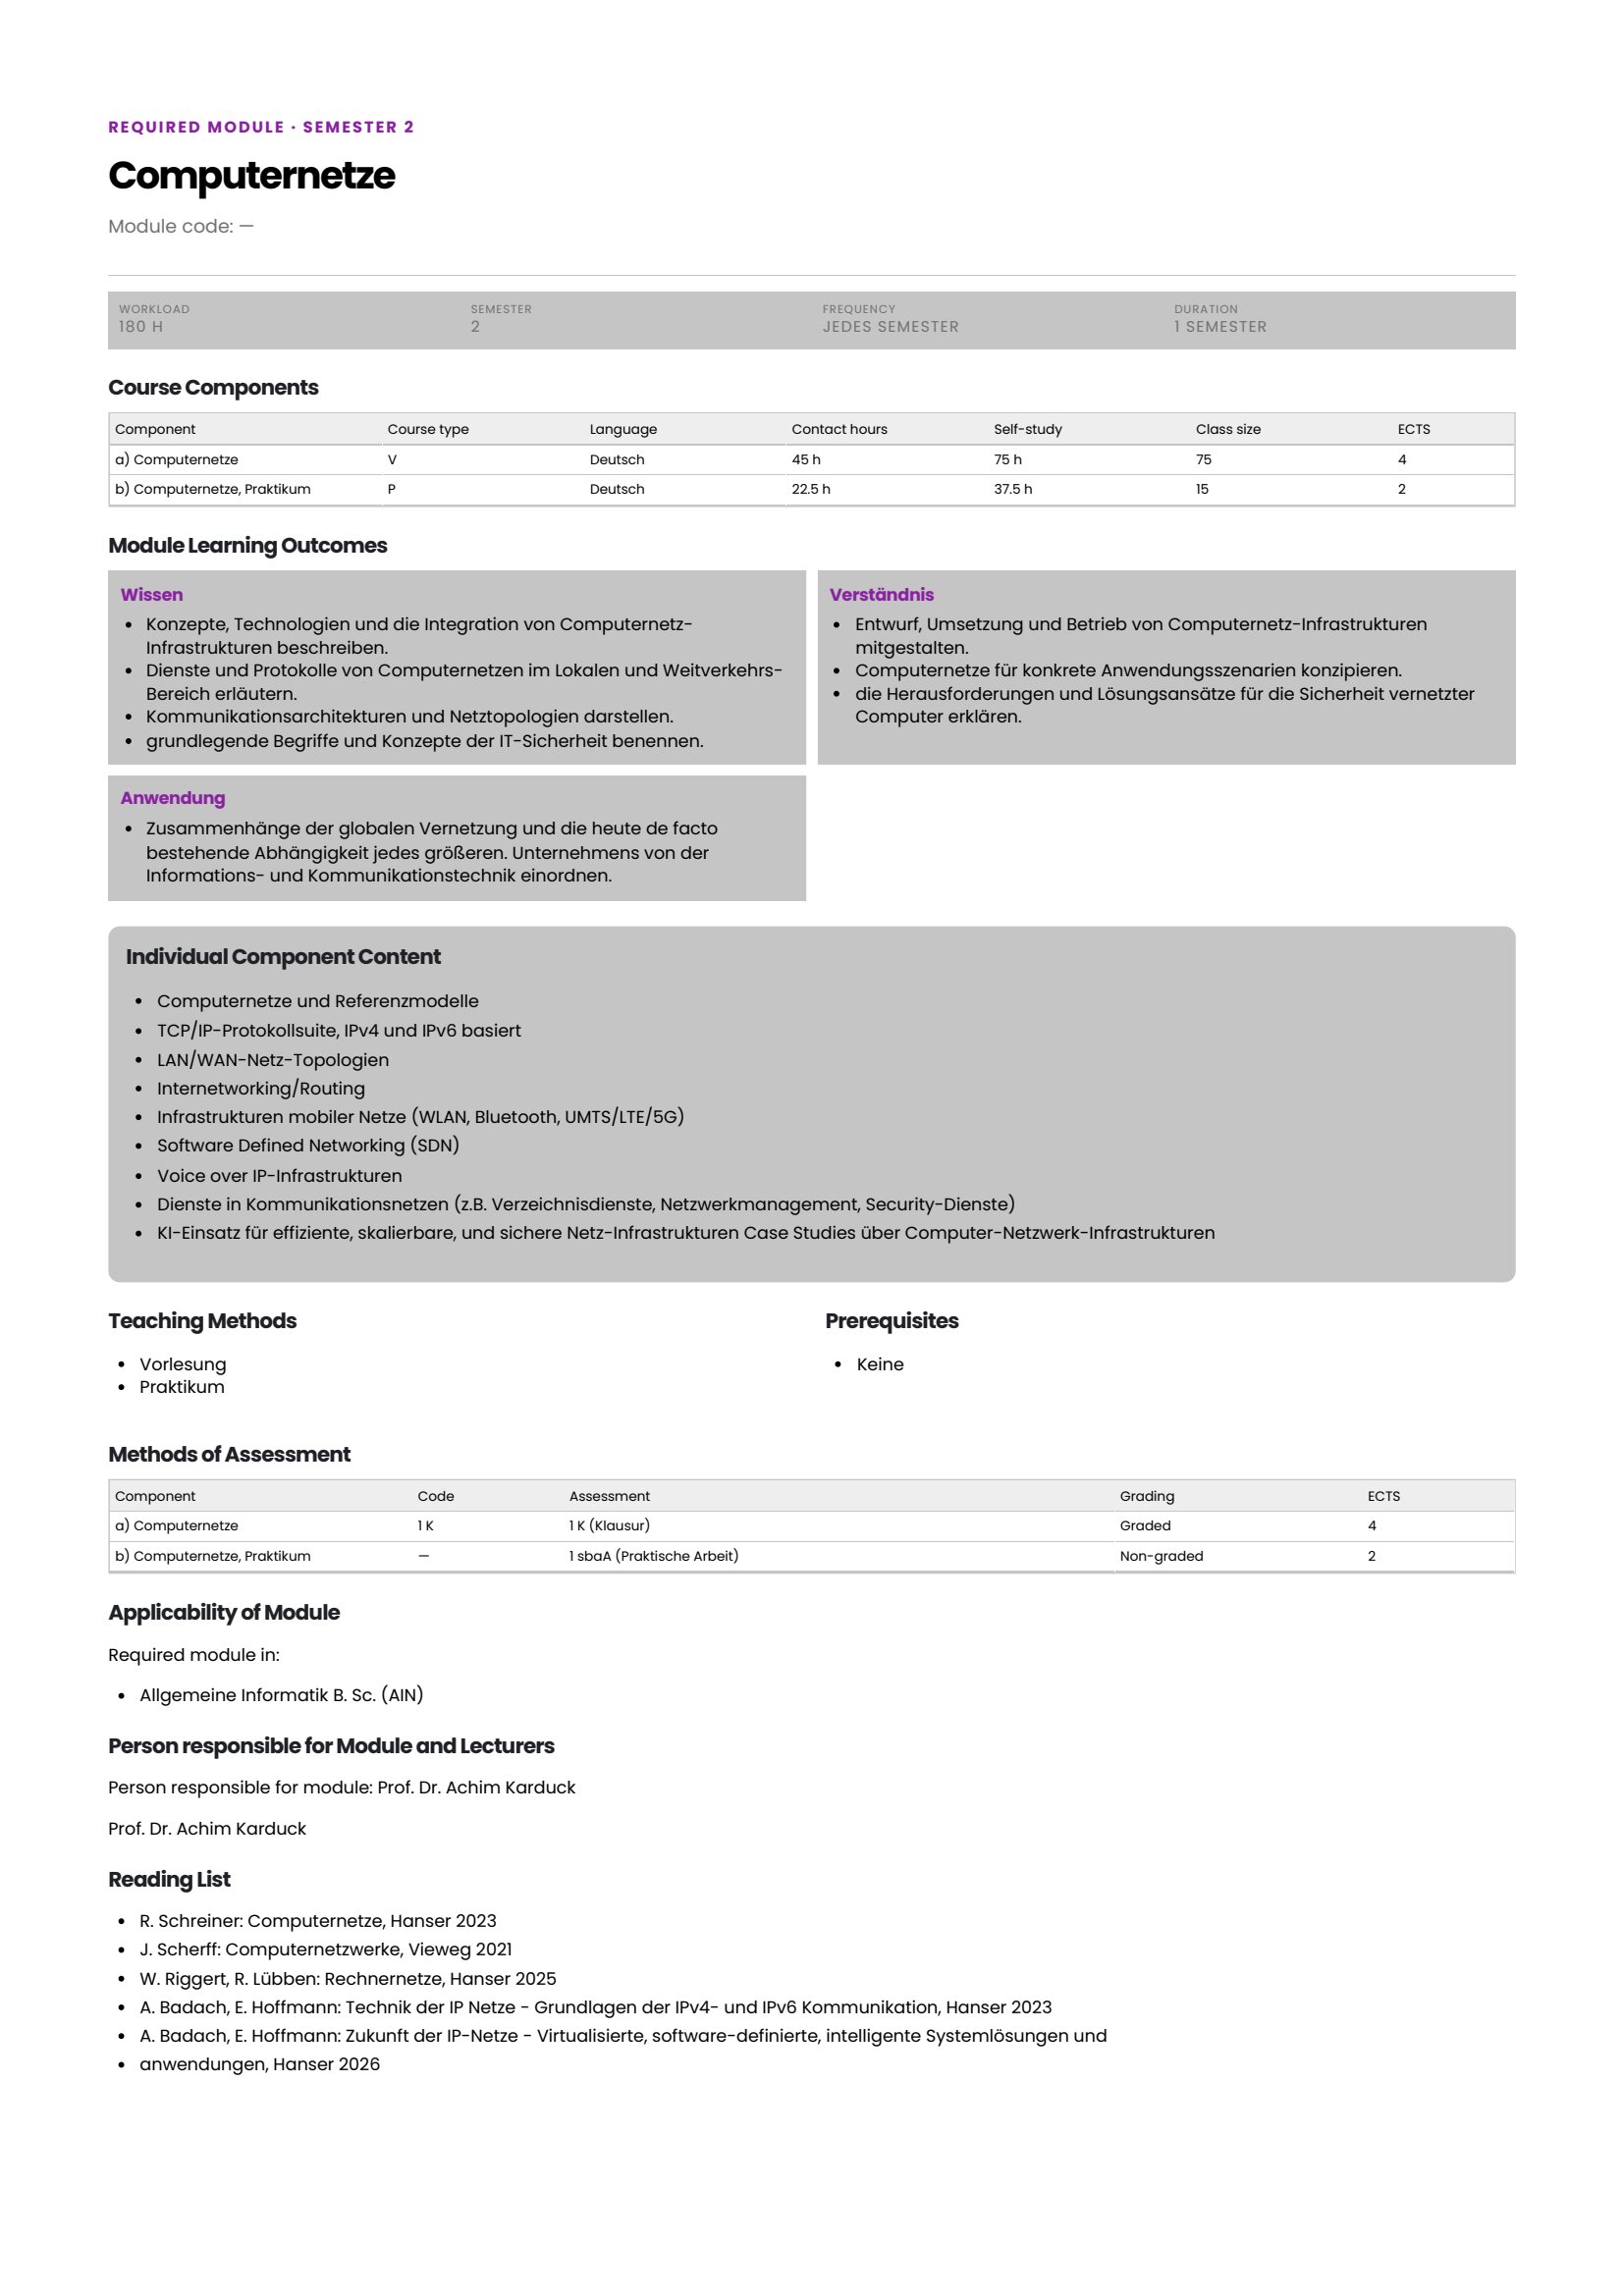 REQUIRED MODULE · SEMESTER 2
Computernetze
Module code: —
WORKLOAD SEMESTER FREQUENCY DURATION
180 H 2 JEDES SEMESTER 1 SEMESTER
Course Components
Component Course type Language Contact hours Self-study Class size ECTS
a) Computernetze V Deutsch 45 h 75 h 75 4
b) Computernetze, Praktikum P Deutsch 22.5 h 37.5 h 15 2
Module Learning Outcomes
Wissen
• Konzepte, Technologien und die Integration von Computernetz-
Infrastrukturen beschreiben.
• Dienste und Protokolle von Computernetzen im Lokalen und Weitverkehrs-
Bereich erläutern.
• Kommunikationsarchitekturen und Netztopologien darstellen.
• grundlegende Begriffe und Konzepte der IT-Sicherheit benennen.
Verständnis
• Entwurf, Umsetzung und Betrieb von Computernetz-Infrastrukturen
mitgestalten.
• Computernetze für konkrete Anwendungsszenarien konzipieren.
• die Herausforderungen und Lösungsansätze für die Sicherheit vernetzter
Computer erklären.
Anwendung
• Zusammenhänge der globalen Vernetzung und die heute de facto
bestehende Abhängigkeit jedes größeren. Unternehmens von der
Informations- und Kommunikationstechnik einordnen.
Individual Component Content
• Computernetze und Referenzmodelle
• TCP/IP-Protokollsuite, IPv4 und IPv6 basiert
• LAN/WAN-Netz-Topologien
• Internetworking/Routing
• Infrastrukturen mobiler Netze (WLAN, Bluetooth, UMTS/LTE/5G)
• Software Defined Networking (SDN)
• Voice over IP-Infrastrukturen
• Dienste in Kommunikationsnetzen (z.B. Verzeichnisdienste, Netzwerkmanagement, Security-Dienste)
• KI-Einsatz für effiziente, skalierbare, und sichere Netz-Infrastrukturen Case Studies über Computer-Netzwerk-Infrastrukturen
Teaching Methods
• Vorlesung
• Praktikum
Prerequisites
• Keine
Methods of Assessment
Component Code Assessment Grading ECTS
a) Computernetze 1 K 1 K (Klausur) Graded 4
b) Computernetze, Praktikum — 1 sbaA (Praktische Arbeit) Non-graded 2
Applicability of Module
Required module in:
• Allgemeine Informatik B. Sc. (AIN)
Person responsible for Module and Lecturers
Person responsible for module: Prof. Dr. Achim Karduck
Prof. Dr. Achim Karduck
Reading List
• R. Schreiner: Computernetze, Hanser 2023
• J. Scherff: Computernetzwerke, Vieweg 2021
• W. Riggert, R. Lübben: Rechnernetze, Hanser 2025
• A. Badach, E. Hoffmann: Technik der IP Netze - Grundlagen der IPv4- und IPv6 Kommunikation, Hanser 2023
• A. Badach, E. Hoffmann: Zukunft der IP-Netze - Virtualisierte, software-definierte, intelligente Systemlösungen und
• anwendungen, Hanser 2026